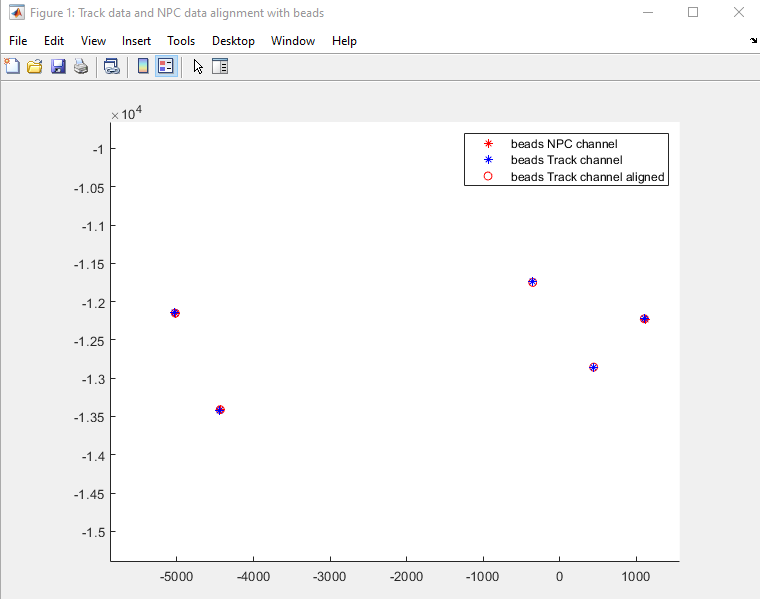 Figure 1: Track data and NPC data alignment with beads
File Edit View Insert Tools Desktop Window Help
×10^4
beads NPC channel
beads Track channel
beads Track channel aligned
-1
-1.05
-1.1
-1.15
-1.2
-1.25
-1.3
-1.35
-1.4
-1.45
-1.5
-5000 -4000 -3000 -2000 -1000 0 1000